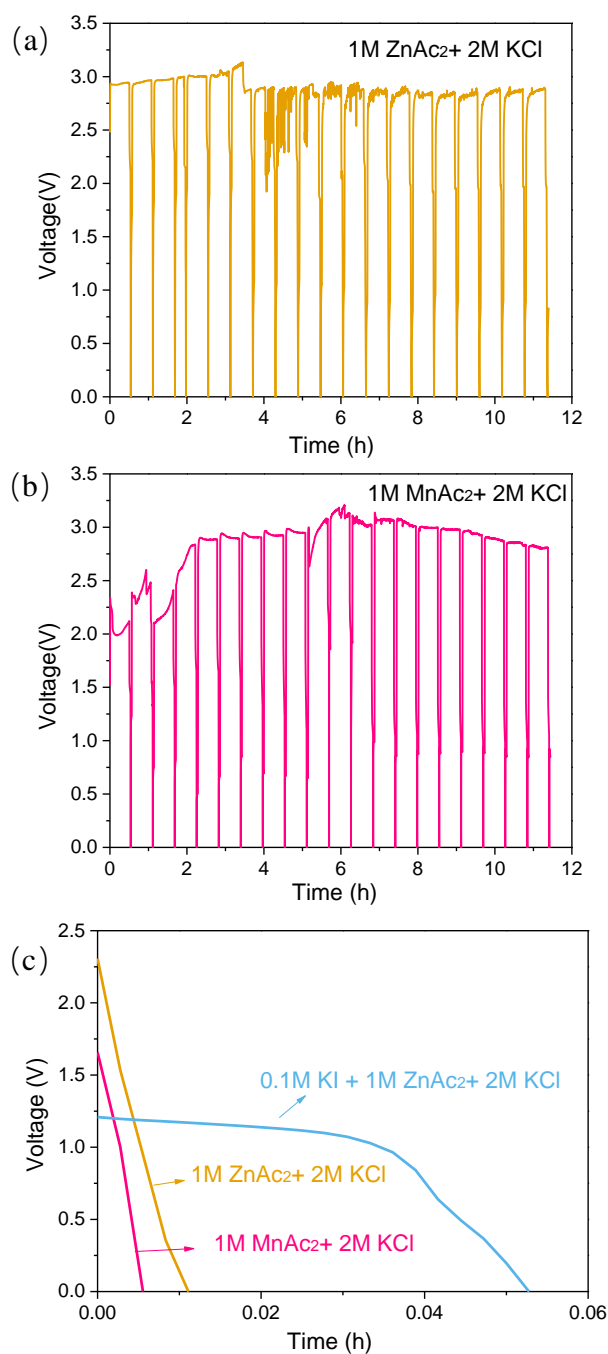 (a)
1M ZnAc₂+ 2M KCl
3.5
3.0
2.5
2.0
1.5
1.0
0.5
0.0
Voltage(V)
0 2 4 6 8 10 12
Time (h)
(b)
1M MnAc₂+ 2M KCl
3.5
3.0
2.5
2.0
1.5
1.0
0.5
0.0
Voltage(V)
0 2 4 6 8 10 12
Time (h)
(c)
2.5
2.0
1.5
1.0
0.5
0.0
Voltage (V)
0.1M KI + 1M ZnAc₂+ 2M KCl
1M ZnAc₂+ 2M KCl
1M MnAc₂+ 2M KCl
0.00 0.02 0.04 0.06
Time (h)